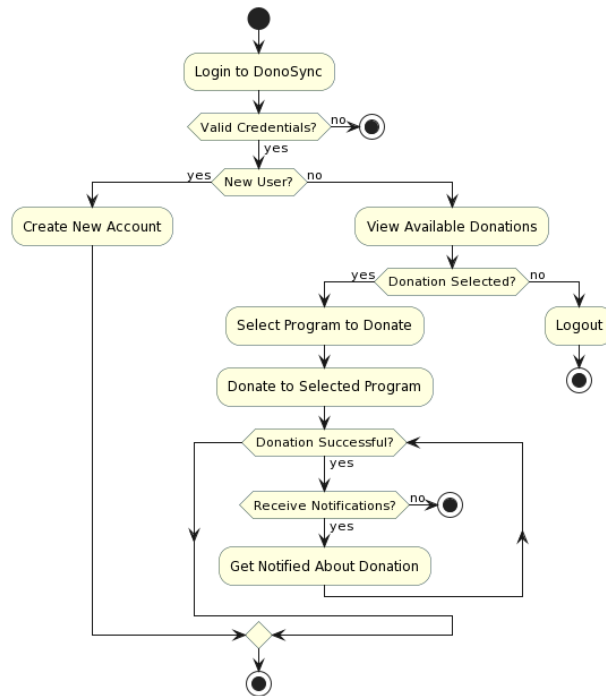 Login to DonoSync
Valid Credentials?
no
yes
yes
New User?
no
Create New Account
View Available Donations
yes
Donation Selected?
no
Select Program to Donate
Logout
Donate to Selected Program
Donation Successful?
yes
Receive Notifications?
no
yes
Get Notified About Donation